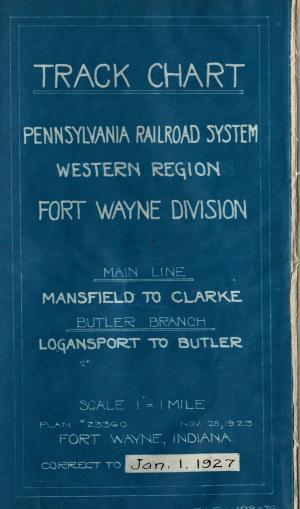 TRACK CHART
PENNSYLVANIA RAILROAD SYSTEM
WESTERN REGION
FORT WAYNE DIVISION
MAIN LINE
MANSFIELD TO CLARKE
BUTLER BRANCH
LOGANSPORT TO BUTLER
SCALE 1" = 1 MILE
PLAN #23360 NOV 28, 1923
FORT WAYNE, INDIANA.
CORRECT TO Jan. 1, 1927